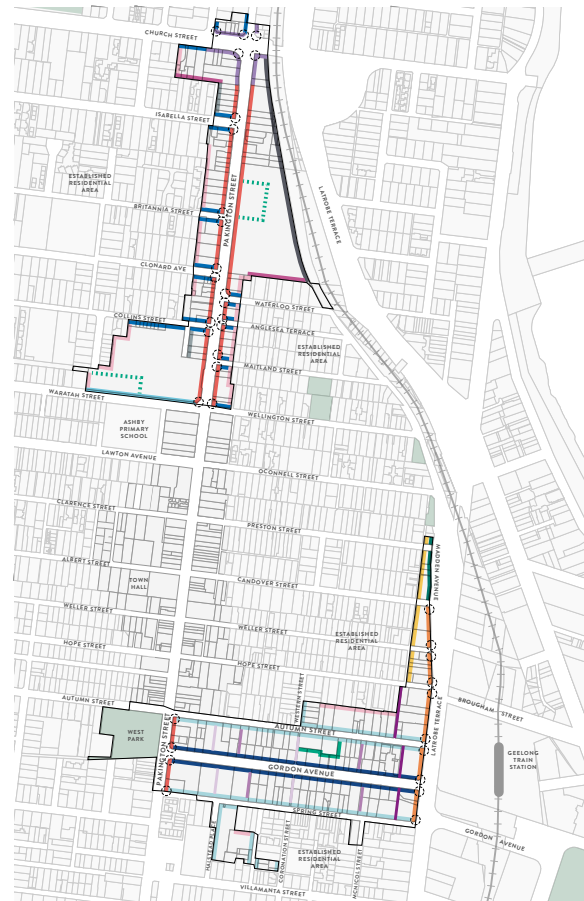 CHURCH STREET
ISABELLA STREET
ESTABLISHED
RESIDENTIAL
AREA
PAKINGTON STREET
LATROBE TERRACE
BRITANNIA STREET
CLONARD AVE
WATERLOO STREET
COLLINS STREET
ANGLESEA TERRACE
ESTABLISHED
RESIDENTIAL
AREA
MAITLAND STREET
WARATAH STREET
WELLINGTON STREET
ASHBY
PRIMARY
SCHOOL
LAWTON AVENUE
OCONNELL STREET
CLARENCE STREET
PRESTON STREET
MADDEN AVENUE
ALBERT STREET
TOWN
HALL
CANDOVER STREET
WELLER STREET
WELLER STREET
ESTABLISHED
RESIDENTIAL
AREA
HOPE STREET
HOPE STREET
AUTUMN STREET
WESTERN STREET
BROUGHAM STREET
LATROBE TERRACE
WEST
PARK
PAKINGTON STREET
AUTUMN STREET
GEELONG
TRAIN
STATION
GORDON AVENUE
SPRING STREET
GORDON AVENUE
HALSTEAD PLACE
CORONATION STREET
ESTABLISHED
RESIDENTIAL
AREA
VILLAMANTA STREET